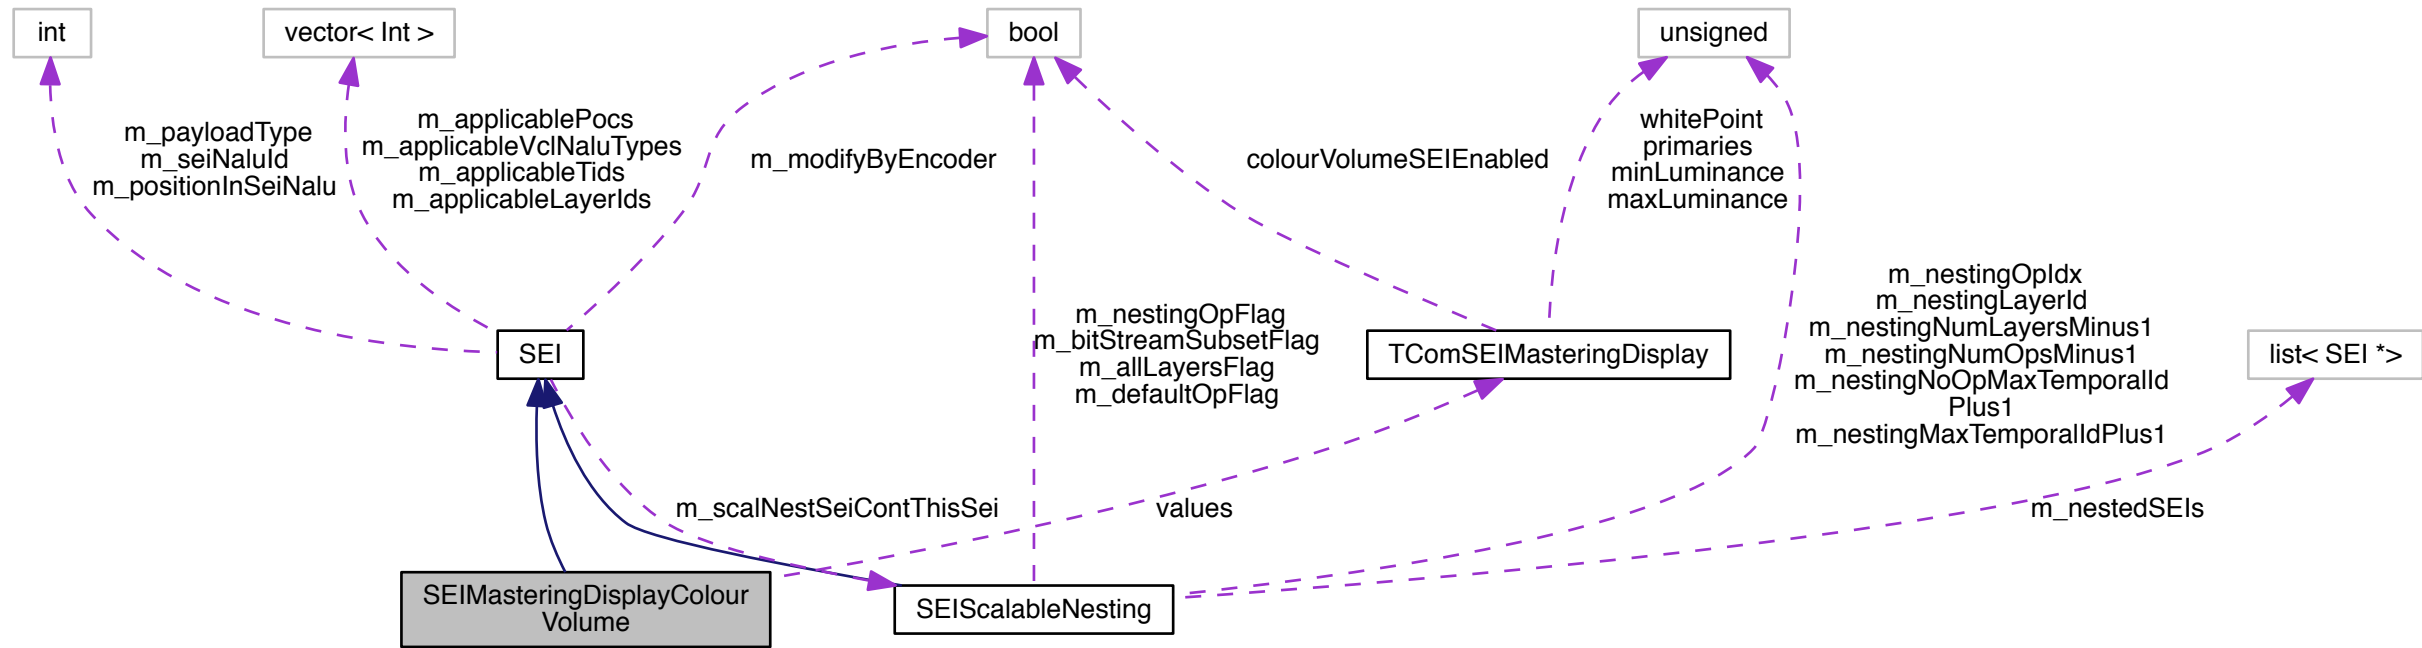 int
vector< Int >
bool
unsigned
m_payloadType
m_seiNaluId
m_positionInSeiNalu
m_applicablePocs
m_applicableVclNaluTypes
m_applicableTids
m_applicableLayerIds
m_modifyByEncoder
colourVolumeSEIEnabled
whitePoint
primaries
minLuminance
maxLuminance
m_nestingOpFlag
m_bitStreamSubsetFlag
m_allLayersFlag
m_defaultOpFlag
m_nestingOpIdx
m_nestingLayerId
m_nestingNumLayersMinus1
m_nestingNumOpsMinus1
m_nestingNoOpMaxTemporalId
Plus1
m_nestingMaxTemporalIdPlus1
SEI
TComSEIMasteringDisplay
list< SEI *>
m_scalNestSeiContThisSei
values
m_nestedSEIs
SEIMasteringDisplayColour
Volume
SEIScalableNesting